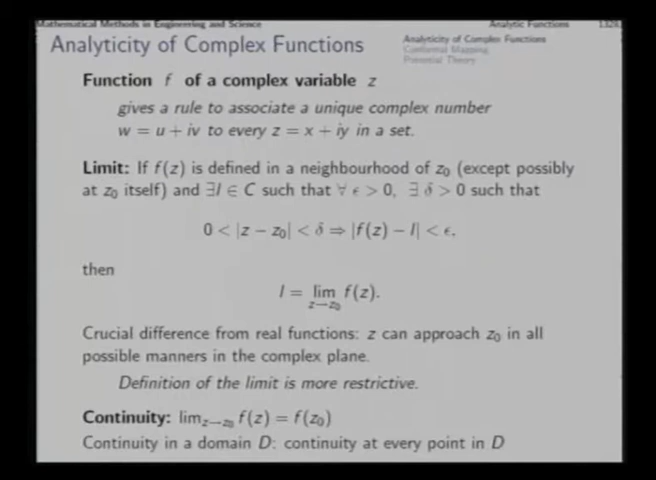 Mathematical Methods in Engineering and Science
Analytic Functions
Analyticity of Complex Functions
Analyticity of Complex Functions
Conformal Mapping
Potential Theory
Function f of a complex variable z
gives a rule to associate a unique complex number
w = u + iv to every z = x + iy in a set.
Limit: If f(z) is defined in a neighbourhood of z₀ (except possibly
at z₀ itself) and ∃l ∈ C such that ∀ ϵ > 0, ∃ δ > 0 such that
0 < |z − z₀| < δ ⇒ |f(z) − l| < ϵ.
then
l = lim z→z₀ f(z).
Crucial difference from real functions: z can approach z₀ in all
possible manners in the complex plane.
Definition of the limit is more restrictive.
Continuity: lim z→z₀ f(z) = f(z₀)
Continuity in a domain D: continuity at every point in D